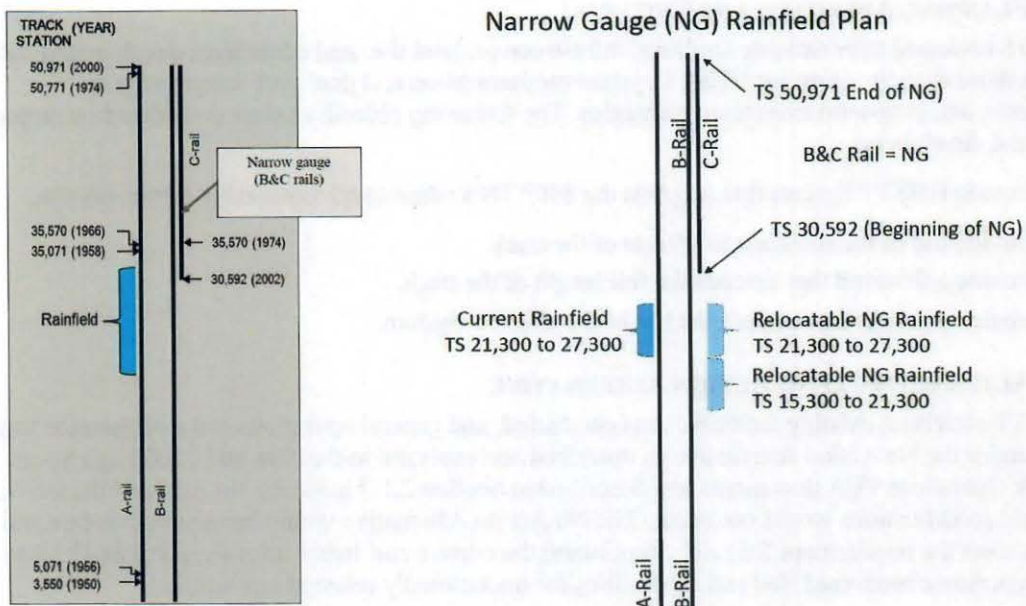 TRACK (YEAR)
STATION
50,971 (2000)
50,771 (1974)
C-rail
Narrow gauge
(B&C rails)
35,570 (1966)
35,071 (1958)
35,570 (1974)
30,592 (2002)
Rainfield
A-rail
B-rail
5,071 (1956)
3,550 (1950)
Narrow Gauge (NG) Rainfield Plan
TS 50,971 End of NG)
B-Rail
C-Rail
B&C Rail = NG
TS 30,592 (Beginning of NG)
Current Rainfield
TS 21,300 to 27,300
Relocatable NG Rainfield
TS 21,300 to 27,300
Relocatable NG Rainfield
TS 15,300 to 21,300
A-Rail
B-Rail